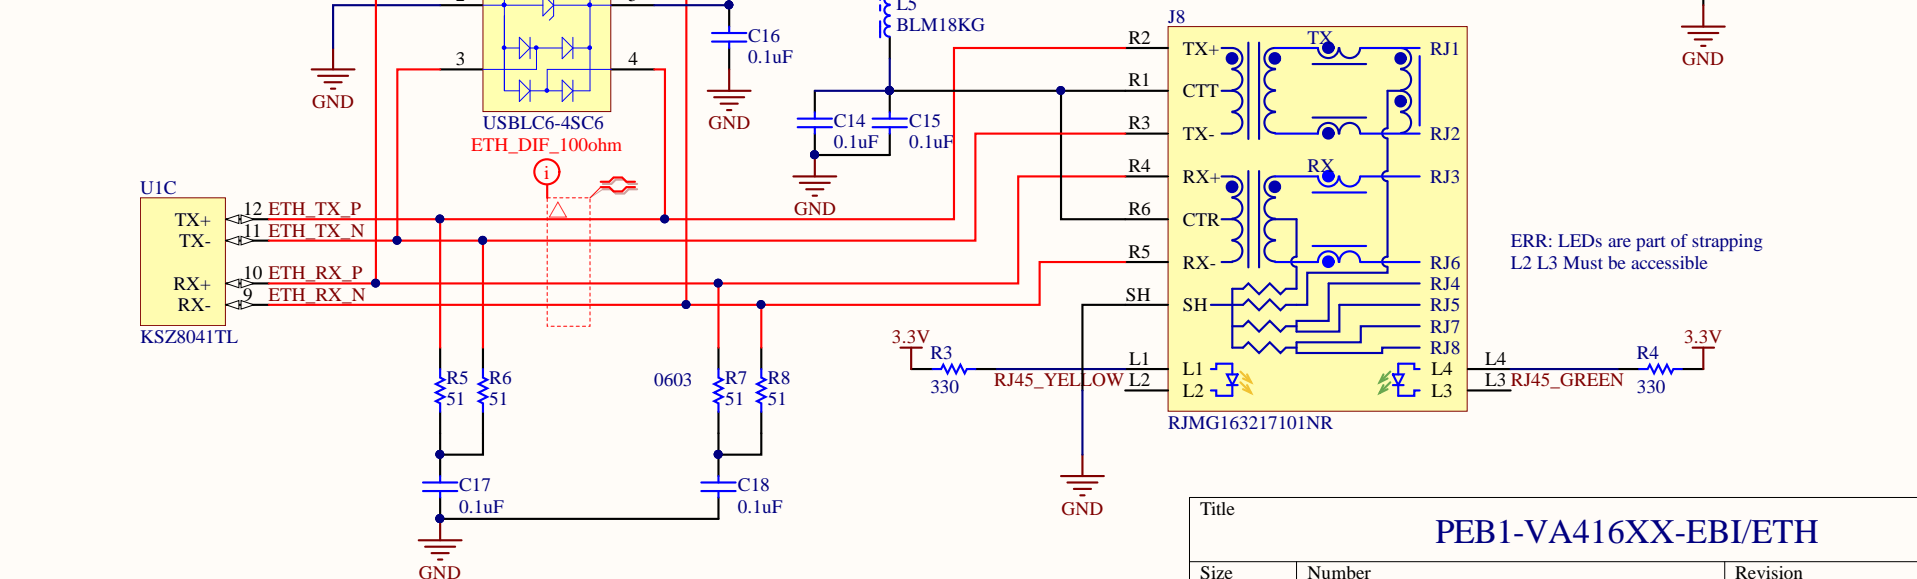 L5
BLM18KG
C16
0.1uF
GND
3
4
GND
USBLC6-4SC6
ETH_DIF_100ohm
i
C14
0.1uF
C15
0.1uF
GND
GND
J8
R2
TX+
TX
RJ1
R1
CTT
R3
TX-
RJ2
R4
RX+
RX
RJ3
R6
CTR
R5
RX-
RJ6
RJ4
SH
SH
RJ5
RJ7
RJ8
L1
L1
L4
L4
L2
L2
L3
L3
RJMG163217101NR
ERR: LEDs are part of strapping
L2 L3 Must be accessible
U1C
TX+
12
ETH_TX_P
TX-
11
ETH_TX_N
RX+
10
ETH_RX_P
RX-
9
ETH_RX_N
KSZ8041TL
3.3V
R3
330
RJ45_YELLOW
3.3V
R4
330
RJ45_GREEN
R5
51
R6
51
0603
R7
51
R8
51
C17
0.1uF
C18
0.1uF
GND
GND
Title
PEB1-VA416XX-EBI/ETH
Size
Number
Revision